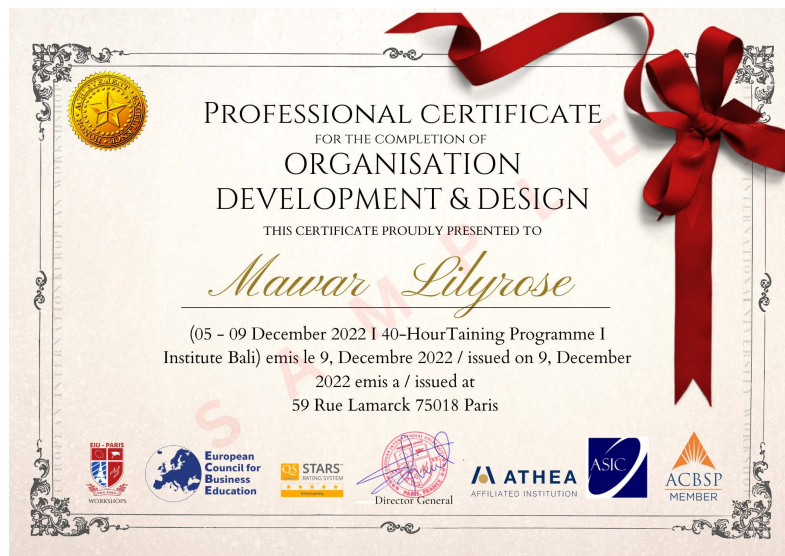 PROFESSIONAL CERTIFICATE
FOR THE COMPLETION OF
ORGANISATION
DEVELOPMENT & DESIGN
THIS CERTIFICATE PROUDLY PRESENTED TO
Mawar Lilyrose
(05 - 09 December 2022 I 40-HourTaining Programme I
Institute Bali) emis le 9, Decembre 2022 / issued on 9, December
2022 emis a / issued at
59 Rue Lamarck 75018 Paris
SAMPLE
EIU - PARIS
WORKSHOPS
European
Council for
Business
Education
QS STARS™
RATING SYSTEM
Online Learning
Director General
ATHEA
AFFILIATED INSTITUTION
ASIC
ACBSP
MEMBER